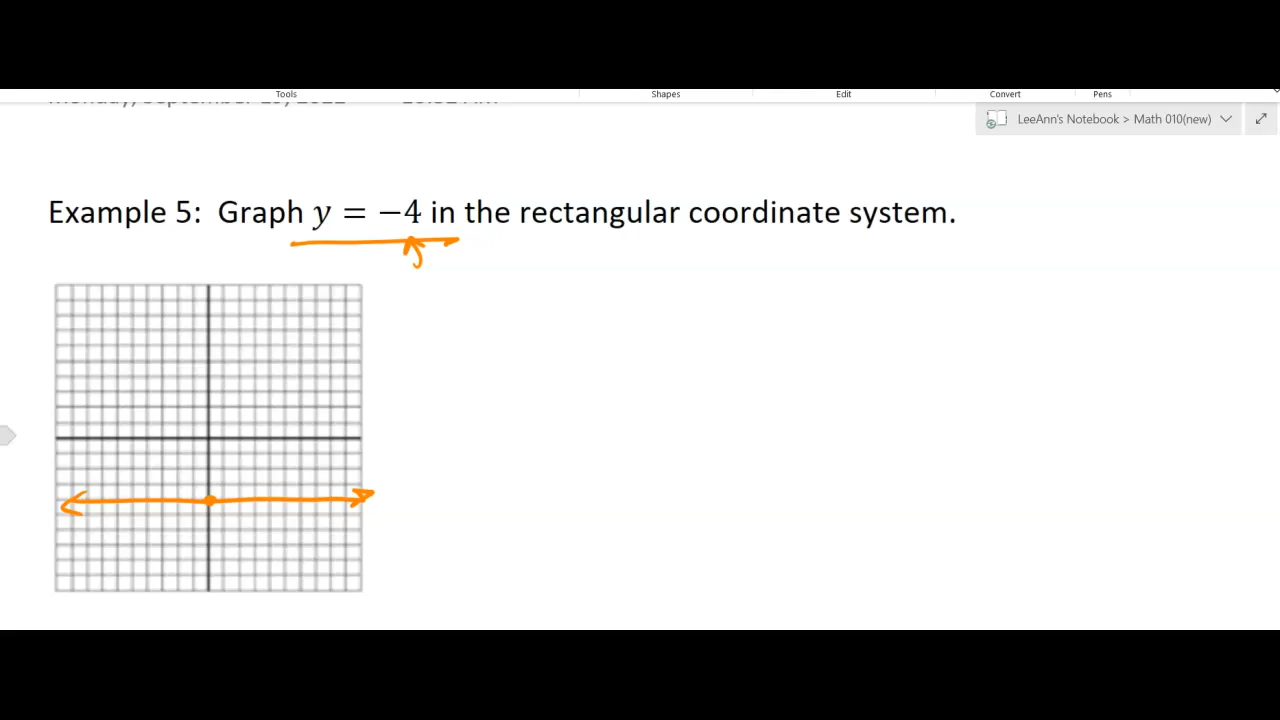 Tools Shapes Edit Convert Pens
LeeAnn's Notebook > Math 010(new)
Example 5: Graph y = −4 in the rectangular coordinate system.